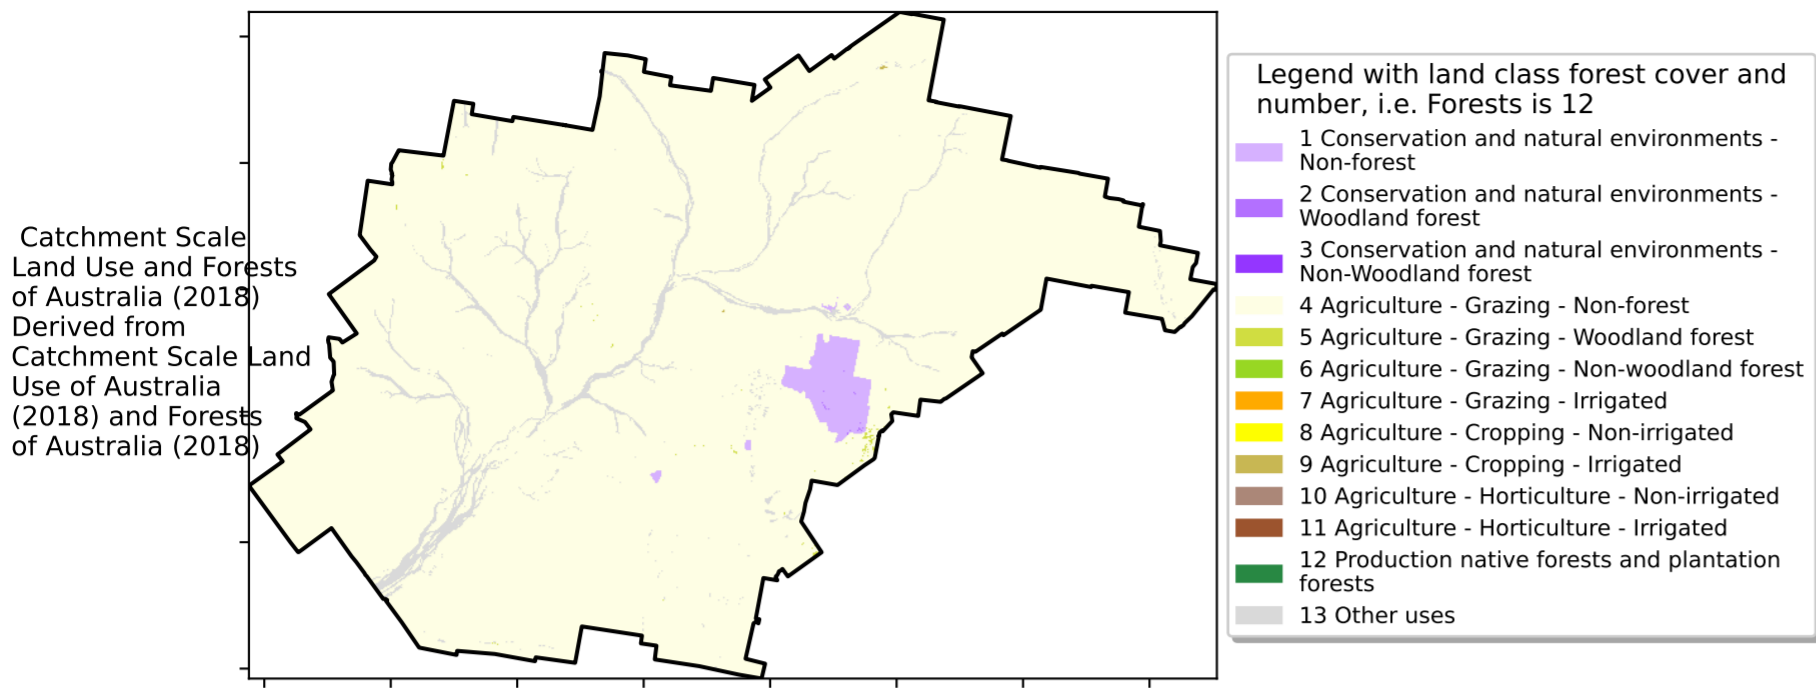 Catchment Scale
Land Use and Forests
of Australia (2018)
Derived from
Catchment Scale Land
Use of Australia
(2018) and Forests
of Australia (2018)
Legend with land class forest cover and
number, i.e. Forests is 12
1 Conservation and natural environments -
Non-forest
2 Conservation and natural environments -
Woodland forest
3 Conservation and natural environments -
Non-Woodland forest
4 Agriculture - Grazing - Non-forest
5 Agriculture - Grazing - Woodland forest
6 Agriculture - Grazing - Non-woodland forest
7 Agriculture - Grazing - Irrigated
8 Agriculture - Cropping - Non-irrigated
9 Agriculture - Cropping - Irrigated
10 Agriculture - Horticulture - Non-irrigated
11 Agriculture - Horticulture - Irrigated
12 Production native forests and plantation
forests
13 Other uses